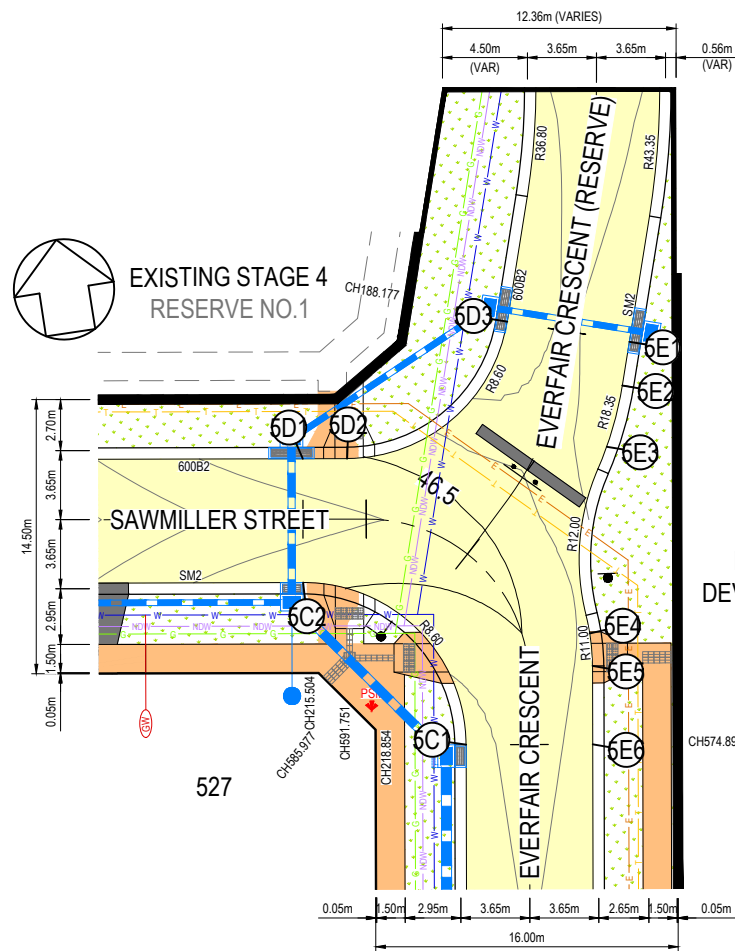 12.36m (VARIES)
4.50m
(VAR)
3.65m
3.65m
0.56m
(VAR)
R36.80
R43.35
EVERFAIR CRESCENT (RESERVE)
EXISTING STAGE 4
RESERVE NO.1
CH188.177
600B2
SM2
5D3
5E1
5E2
5E3
R8.60
R18.35
5D1
5D2
2.70m
3.65m
3.65m
2.95m
1.50m
0.05m
14.50m
600B2
46.5
SAWMILLER STREET
SM2
R12.00
DEV
5C2
R8.60
R11.00
5E4
5E5
5E6
5C1
GW
CH215.504
CH585.977
CH591.751
CH218.854
527
EVERFAIR CRESCENT
CH574.89
W
NDW
G
E
T
0.05m
1.50m
2.95m
3.65m
3.65m
2.65m
1.50m
0.05m
16.00m